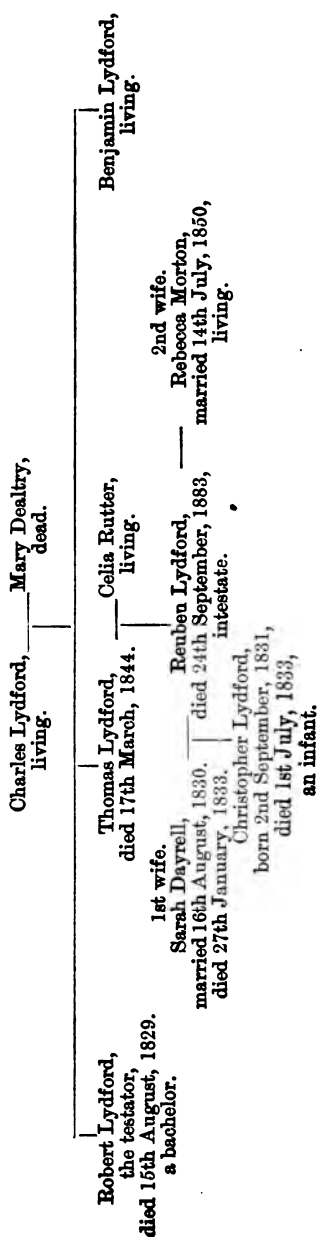 Charles Lydford, Mary Dealtry,
living. dead.
Robert Lydford,
the testator,
died 15th August, 1829.
a bachelor.
Thomas Lydford, Celia Rutter,
died 17th March, 1844. living.
Benjamin Lydford,
living.
1st wife.
Sarah Dayrell,
married 16th August, 1830.
died 27th January, 1833.
Reuben Lydford,
died 24th September, 1883,
intestate.
2nd wife.
Rebecca Morton,
married 14th July, 1850,
living.
Christopher Lydford,
born 2nd September, 1831,
died 1st July, 1833,
an infant.